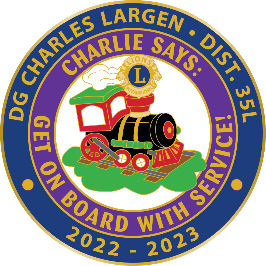 DG CHARLES LARGEN • DIST. 35L
CHARLIE SAYS:
LIONS
L
GET ON BOARD WITH SERVICE!
• 2022 - 2023 •